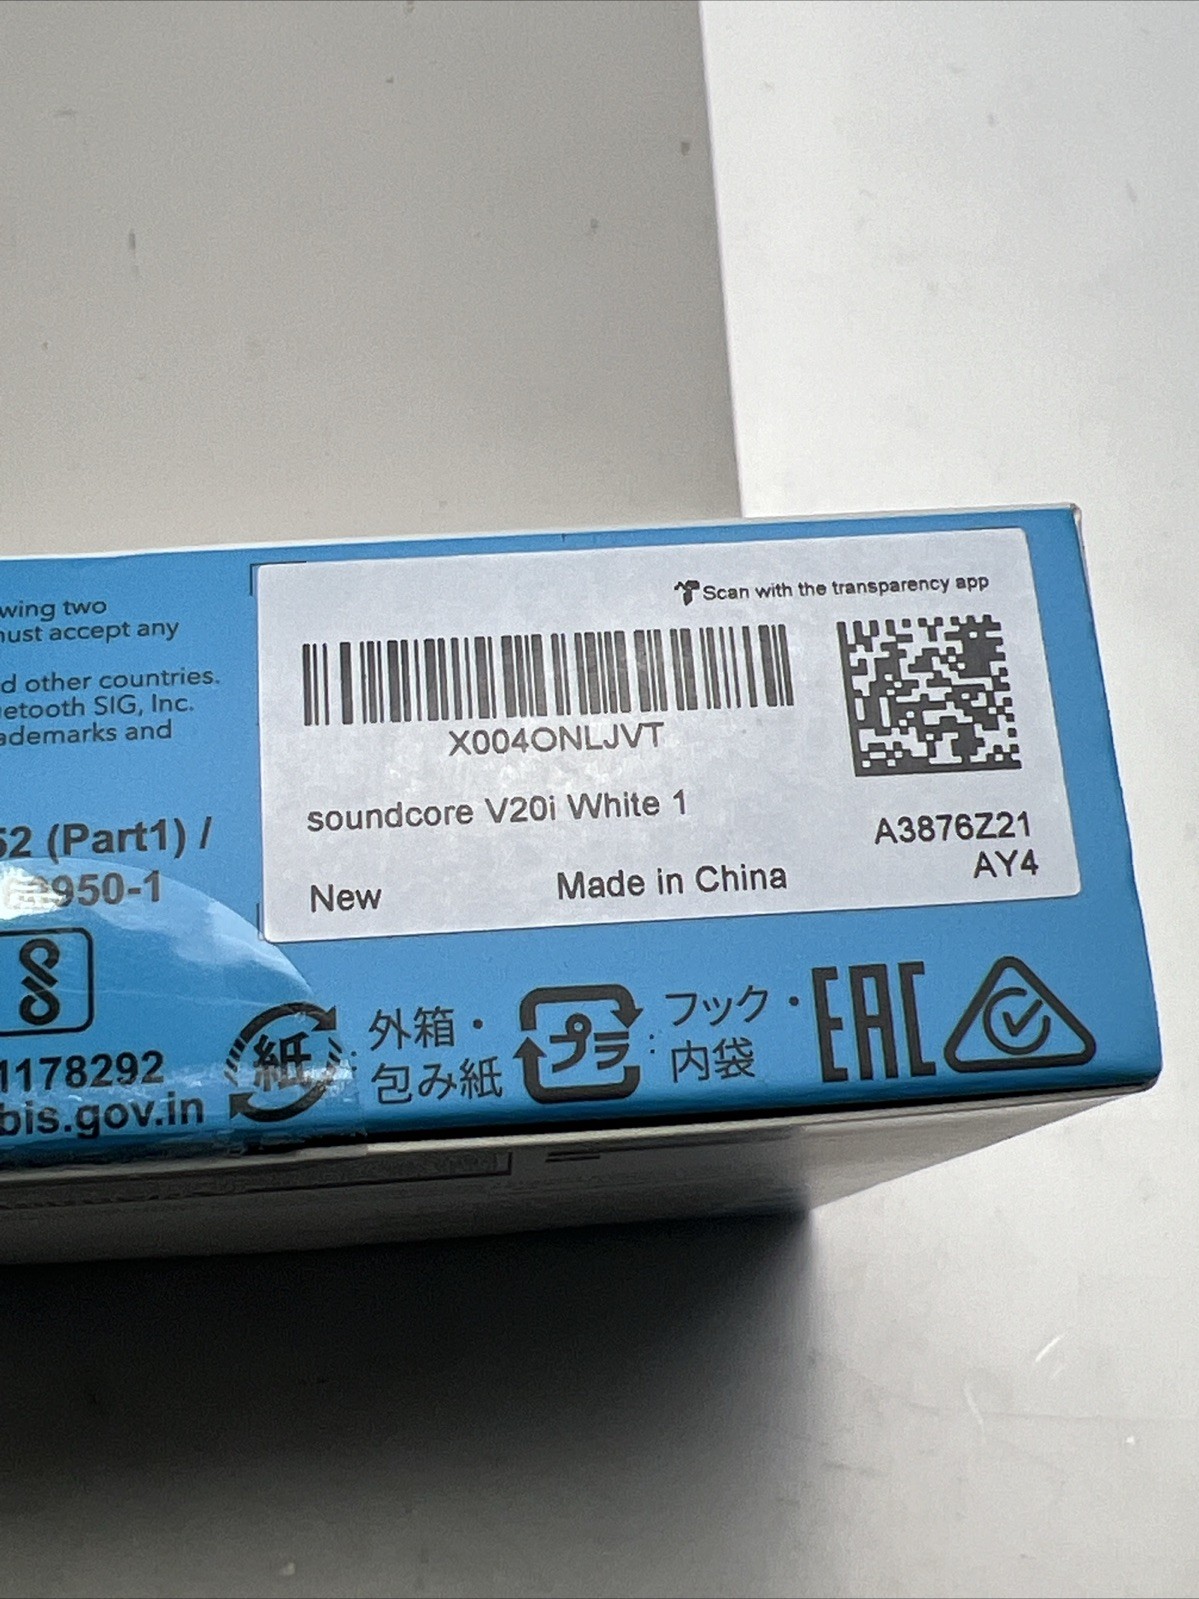 wing two
must accept any
d other countries.
etooth SIG, Inc.
ademarks and
52 (Part1) /
950-1
1178292
bis.gov.in
Scan with the transparency app
X004ONLJVT
soundcore V20i White 1
A3876Z21
New
Made in China
AY4
紙
外箱・
包み紙
プラ
:
フック・
内袋
EAC